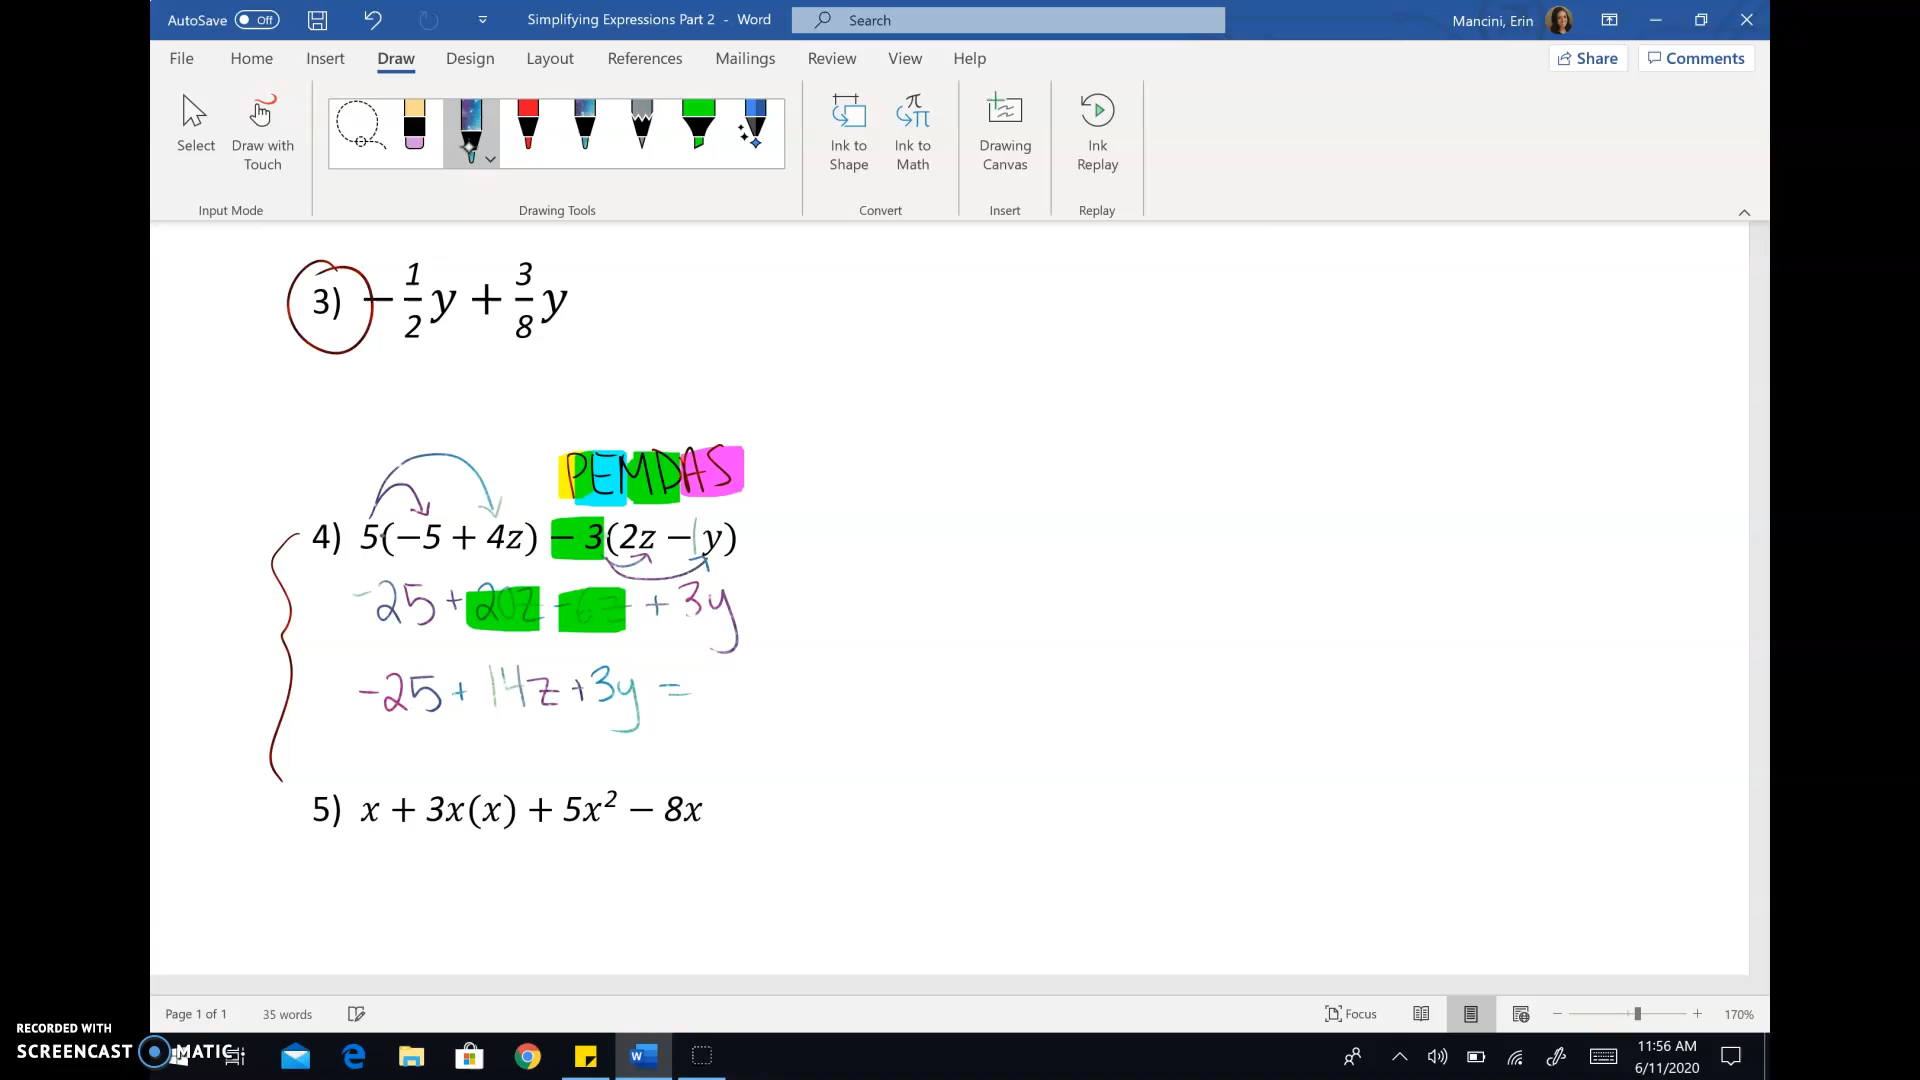 AutoSave Off Simplifying Expressions Part 2 - Word Search Mancini, Erin
File Home Insert Draw Design Layout References Mailings Review View Help Share Comments
Select Draw with Touch Ink to Shape Ink to Math Drawing Canvas Ink Replay
Input Mode Drawing Tools Convert Insert Replay
3) − 1/2 y + 3/8 y
PEMDAS
4) 5(−5 + 4z) − 3(2z − 1y)
-25 + 20z - 6z + 3y
-25 + 14z + 3y =
5) x + 3x(x) + 5x² − 8x
Page 1 of 1 35 words Focus 170%
RECORDED WITH
SCREENCAST MATIC
11:56 AM
6/11/2020